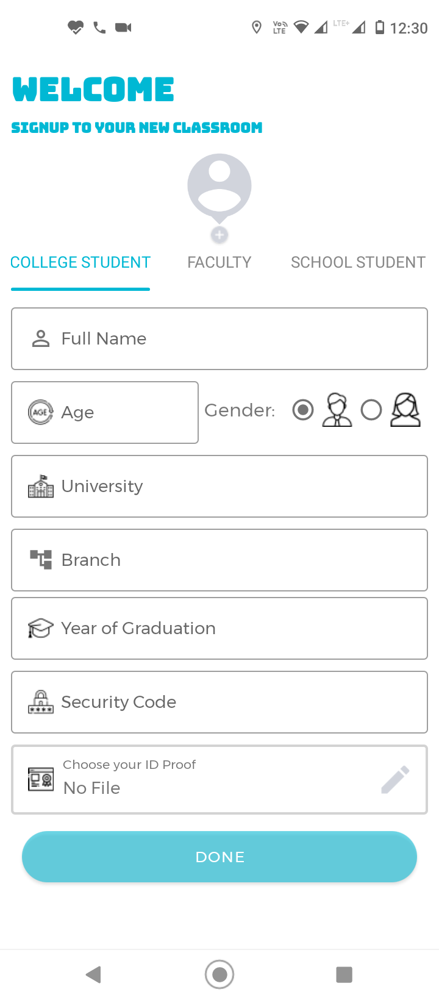 Vo LTE LTE+ 12:30
WELCOME
SIGNUP TO YOUR NEW CLASSROOM
COLLEGE STUDENT FACULTY SCHOOL STUDENT
Full Name
AGE Age Gender:
University
Branch
Year of Graduation
**** Security Code
Choose your ID Proof
No File
DONE